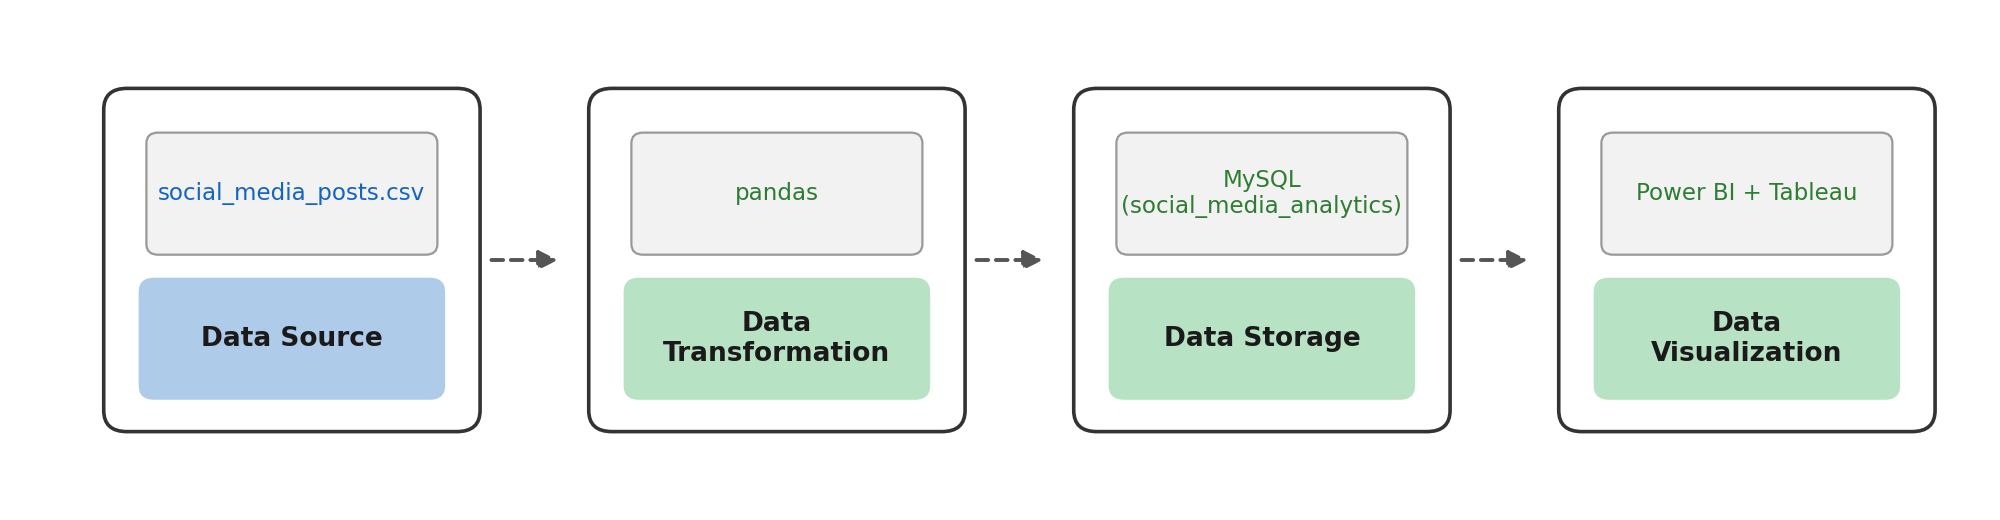 social_media_posts.csv
Data Source
pandas
Data
Transformation
MySQL
(social_media_analytics)
Data Storage
Power BI + Tableau
Data
Visualization